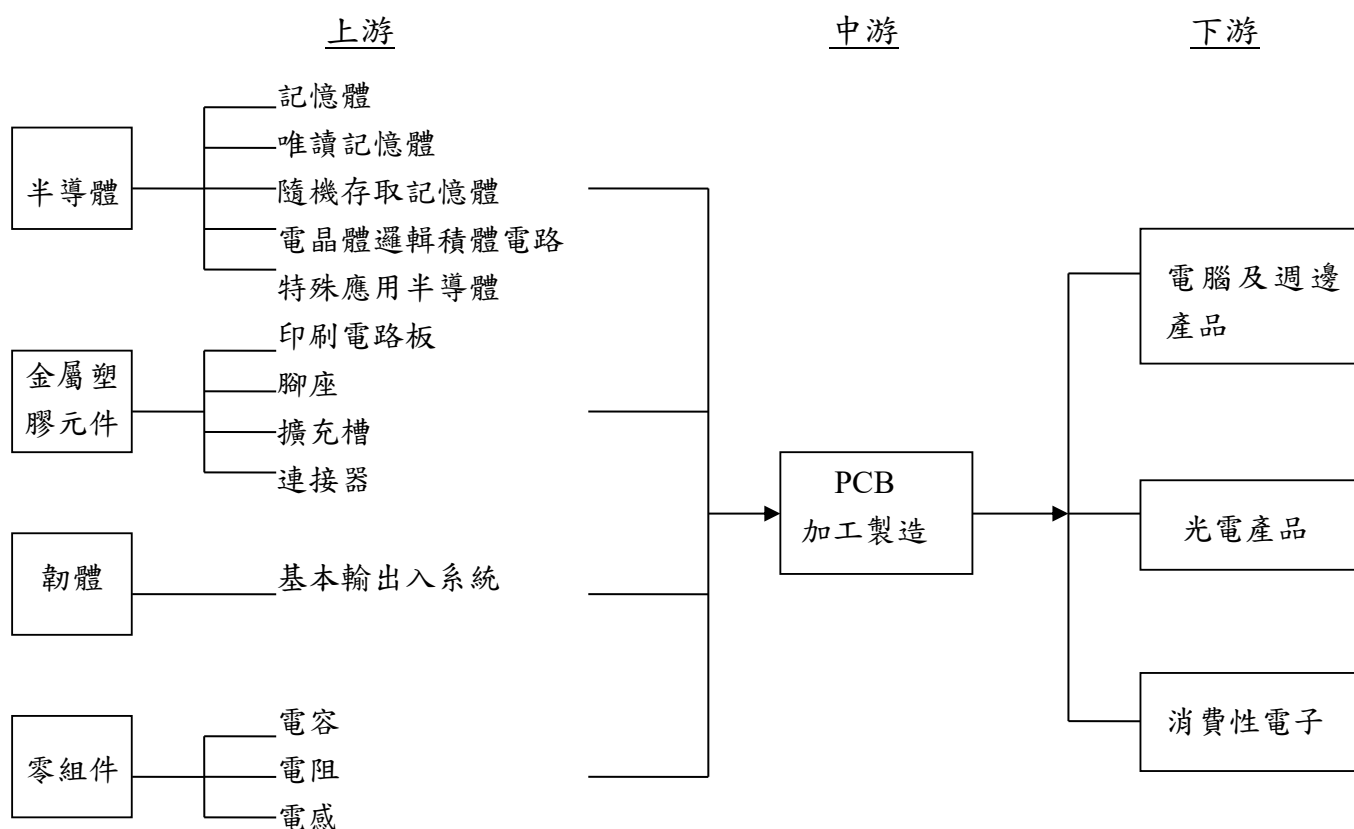 上游
中游
下游
半導體
記憶體
唯讀記憶體
隨機存取記憶體
電晶體邏輯積體電路
特殊應用半導體
金屬塑
膠元件
印刷電路板
腳座
擴充槽
連接器
韌體
基本輸出入系統
零組件
電容
電阻
電感
PCB
加工製造
電腦及週邊
產品
光電產品
消費性電子